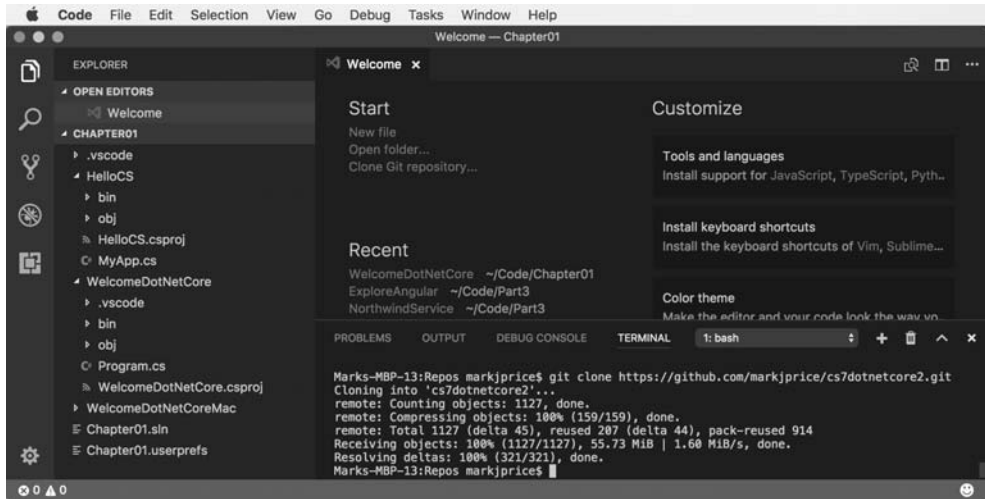 Code File Edit Selection View Go Debug Tasks Window Help
Welcome — Chapter01
EXPLORER
OPEN EDITORS
Welcome
CHAPTER01
.vscode
HelloCS
bin
obj
HelloCS.csproj
MyApp.cs
WelcomeDotNetCore
.vscode
bin
obj
Program.cs
WelcomeDotNetCore.csproj
WelcomeDotNetCoreMac
Chapter01.sln
Chapter01.userprefs
Welcome
Start
New file
Open folder...
Clone Git repository...
Recent
WelcomeDotNetCore ~/Code/Chapter01
ExploreAngular ~/Code/Part3
NorthwindService ~/Code/Part3
Customize
Tools and languages
Install support for JavaScript, TypeScript, Pyth...
Install keyboard shortcuts
Install the keyboard shortcuts of Vim, Sublime...
Color theme
Make the editor and your code look the way yo...
PROBLEMS OUTPUT DEBUG CONSOLE TERMINAL 1: bash
Marks-MBP-13:Repos markjprice$ git clone https://github.com/markjprice/cs7dotnetcore2.git
Cloning into 'cs7dotnetcore2'...
remote: Counting objects: 1127, done.
remote: Compressing objects: 100% (159/159), done.
remote: Total 1127 (delta 45), reused 207 (delta 44), pack-reused 914
Receiving objects: 100% (1127/1127), 55.73 MiB | 1.60 MiB/s, done.
Resolving deltas: 100% (321/321), done.
Marks-MBP-13:Repos markjprice$
0 0